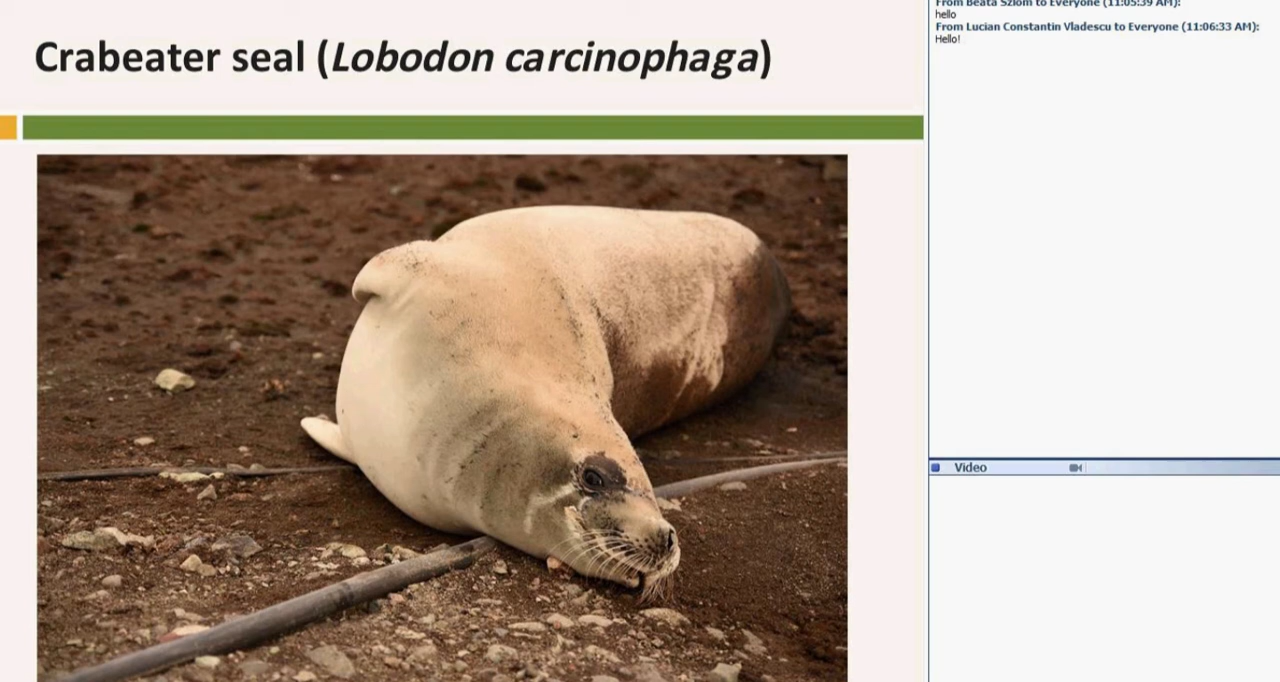 Crabeater seal (Lobodon carcinophaga)
From Beata Szlom to Everyone (11:05:39 AM):
hello
From Lucian Constantin Vladescu to Everyone (11:06:33 AM):
Hello!
Video